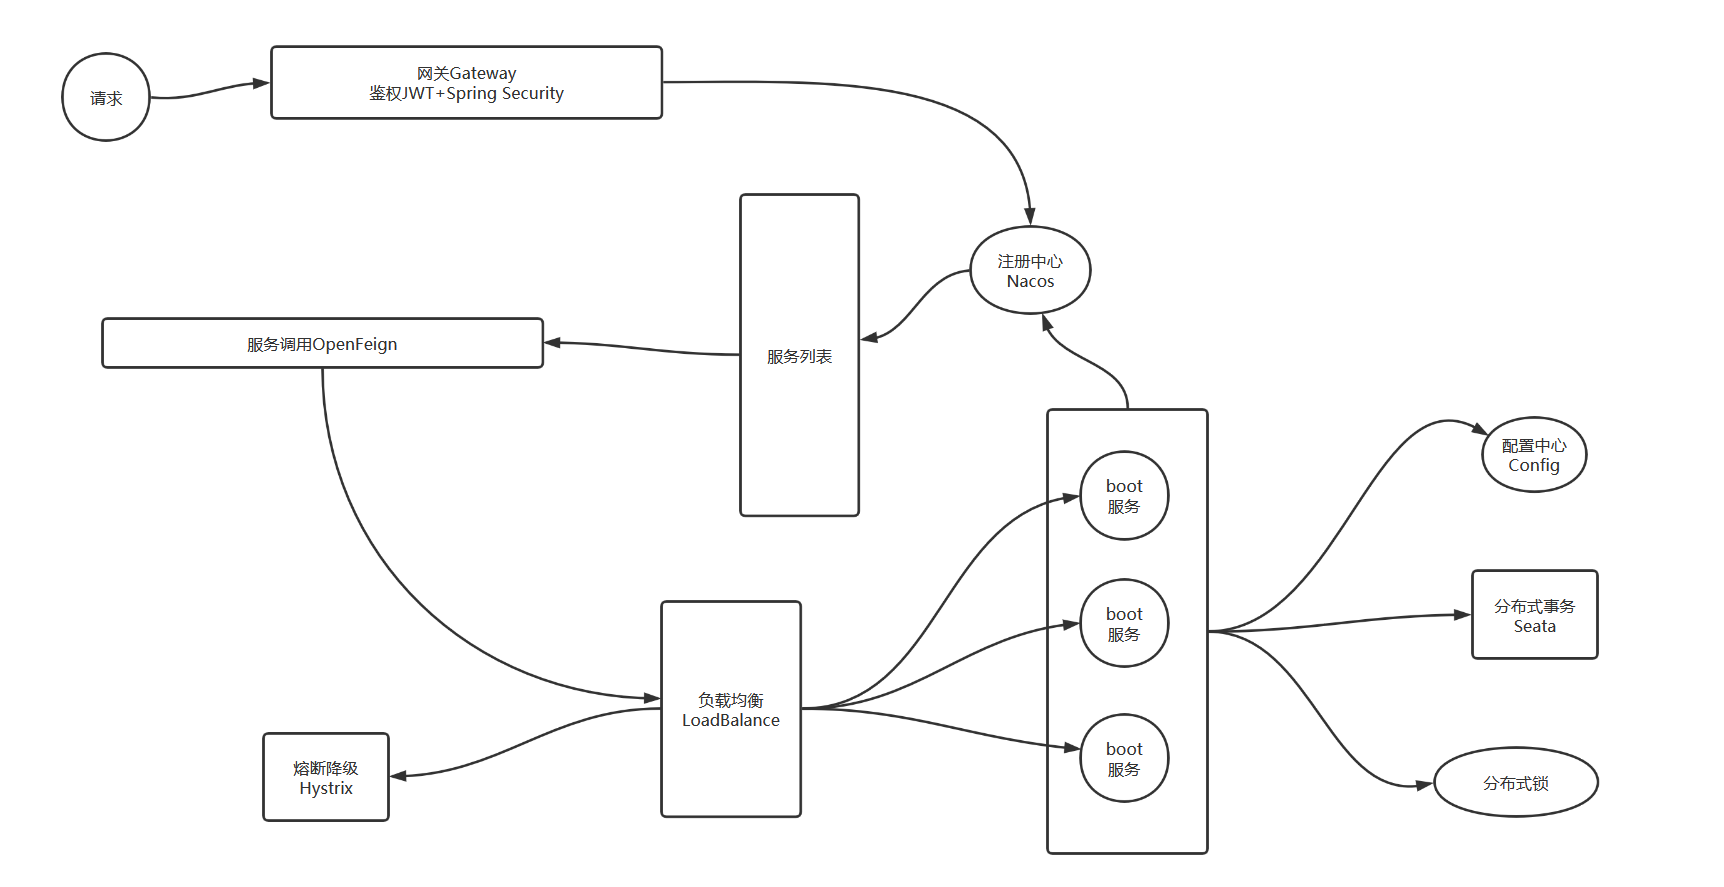 请求
网关Gateway
鉴权JWT+Spring Security
注册中心
Nacos
服务列表
服务调用OpenFeign
负载均衡
LoadBalance
熔断降级
Hystrix
boot
服务
boot
服务
boot
服务
配置中心
Config
分布式事务
Seata
分布式锁